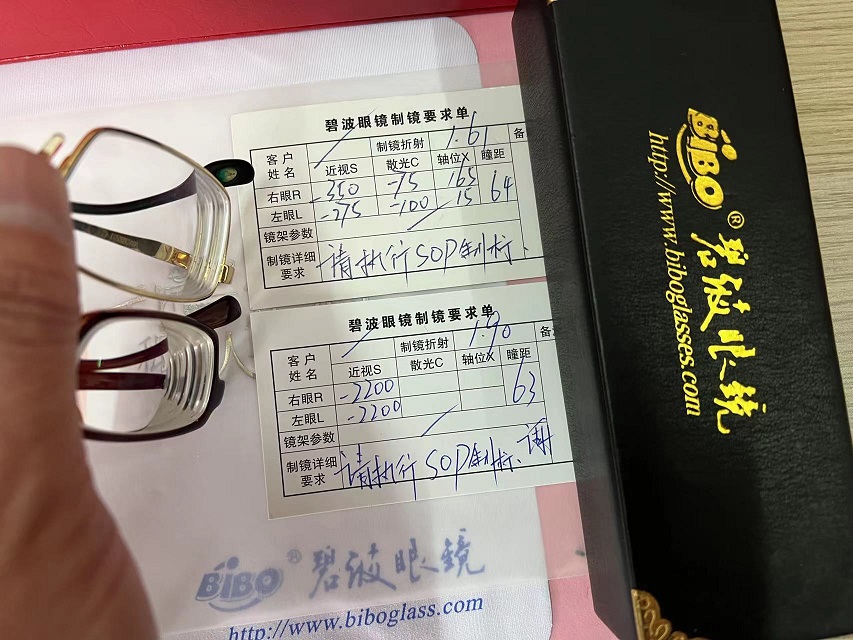 碧波眼镜制镜要求单
客户姓名 制镜折射 1.61 备
近视S 散光C 轴位X 瞳距
右眼R -350 -75 165 64
左眼L -275 -100 15
镜架参数
制镜详细要求 请执行SOP制标、
碧波眼镜制镜要求单
客户姓名 制镜折射 1.90 备
近视S 散光C 轴位X 瞳距
右眼R -2200 63
左眼L -2200
镜架参数
制镜详细要求 请执行SOP制标、谢
BiBO® 碧波眼镜
http://www.biboglass.com
BiBO® 碧波眼镜
http://www.biboglasses.com